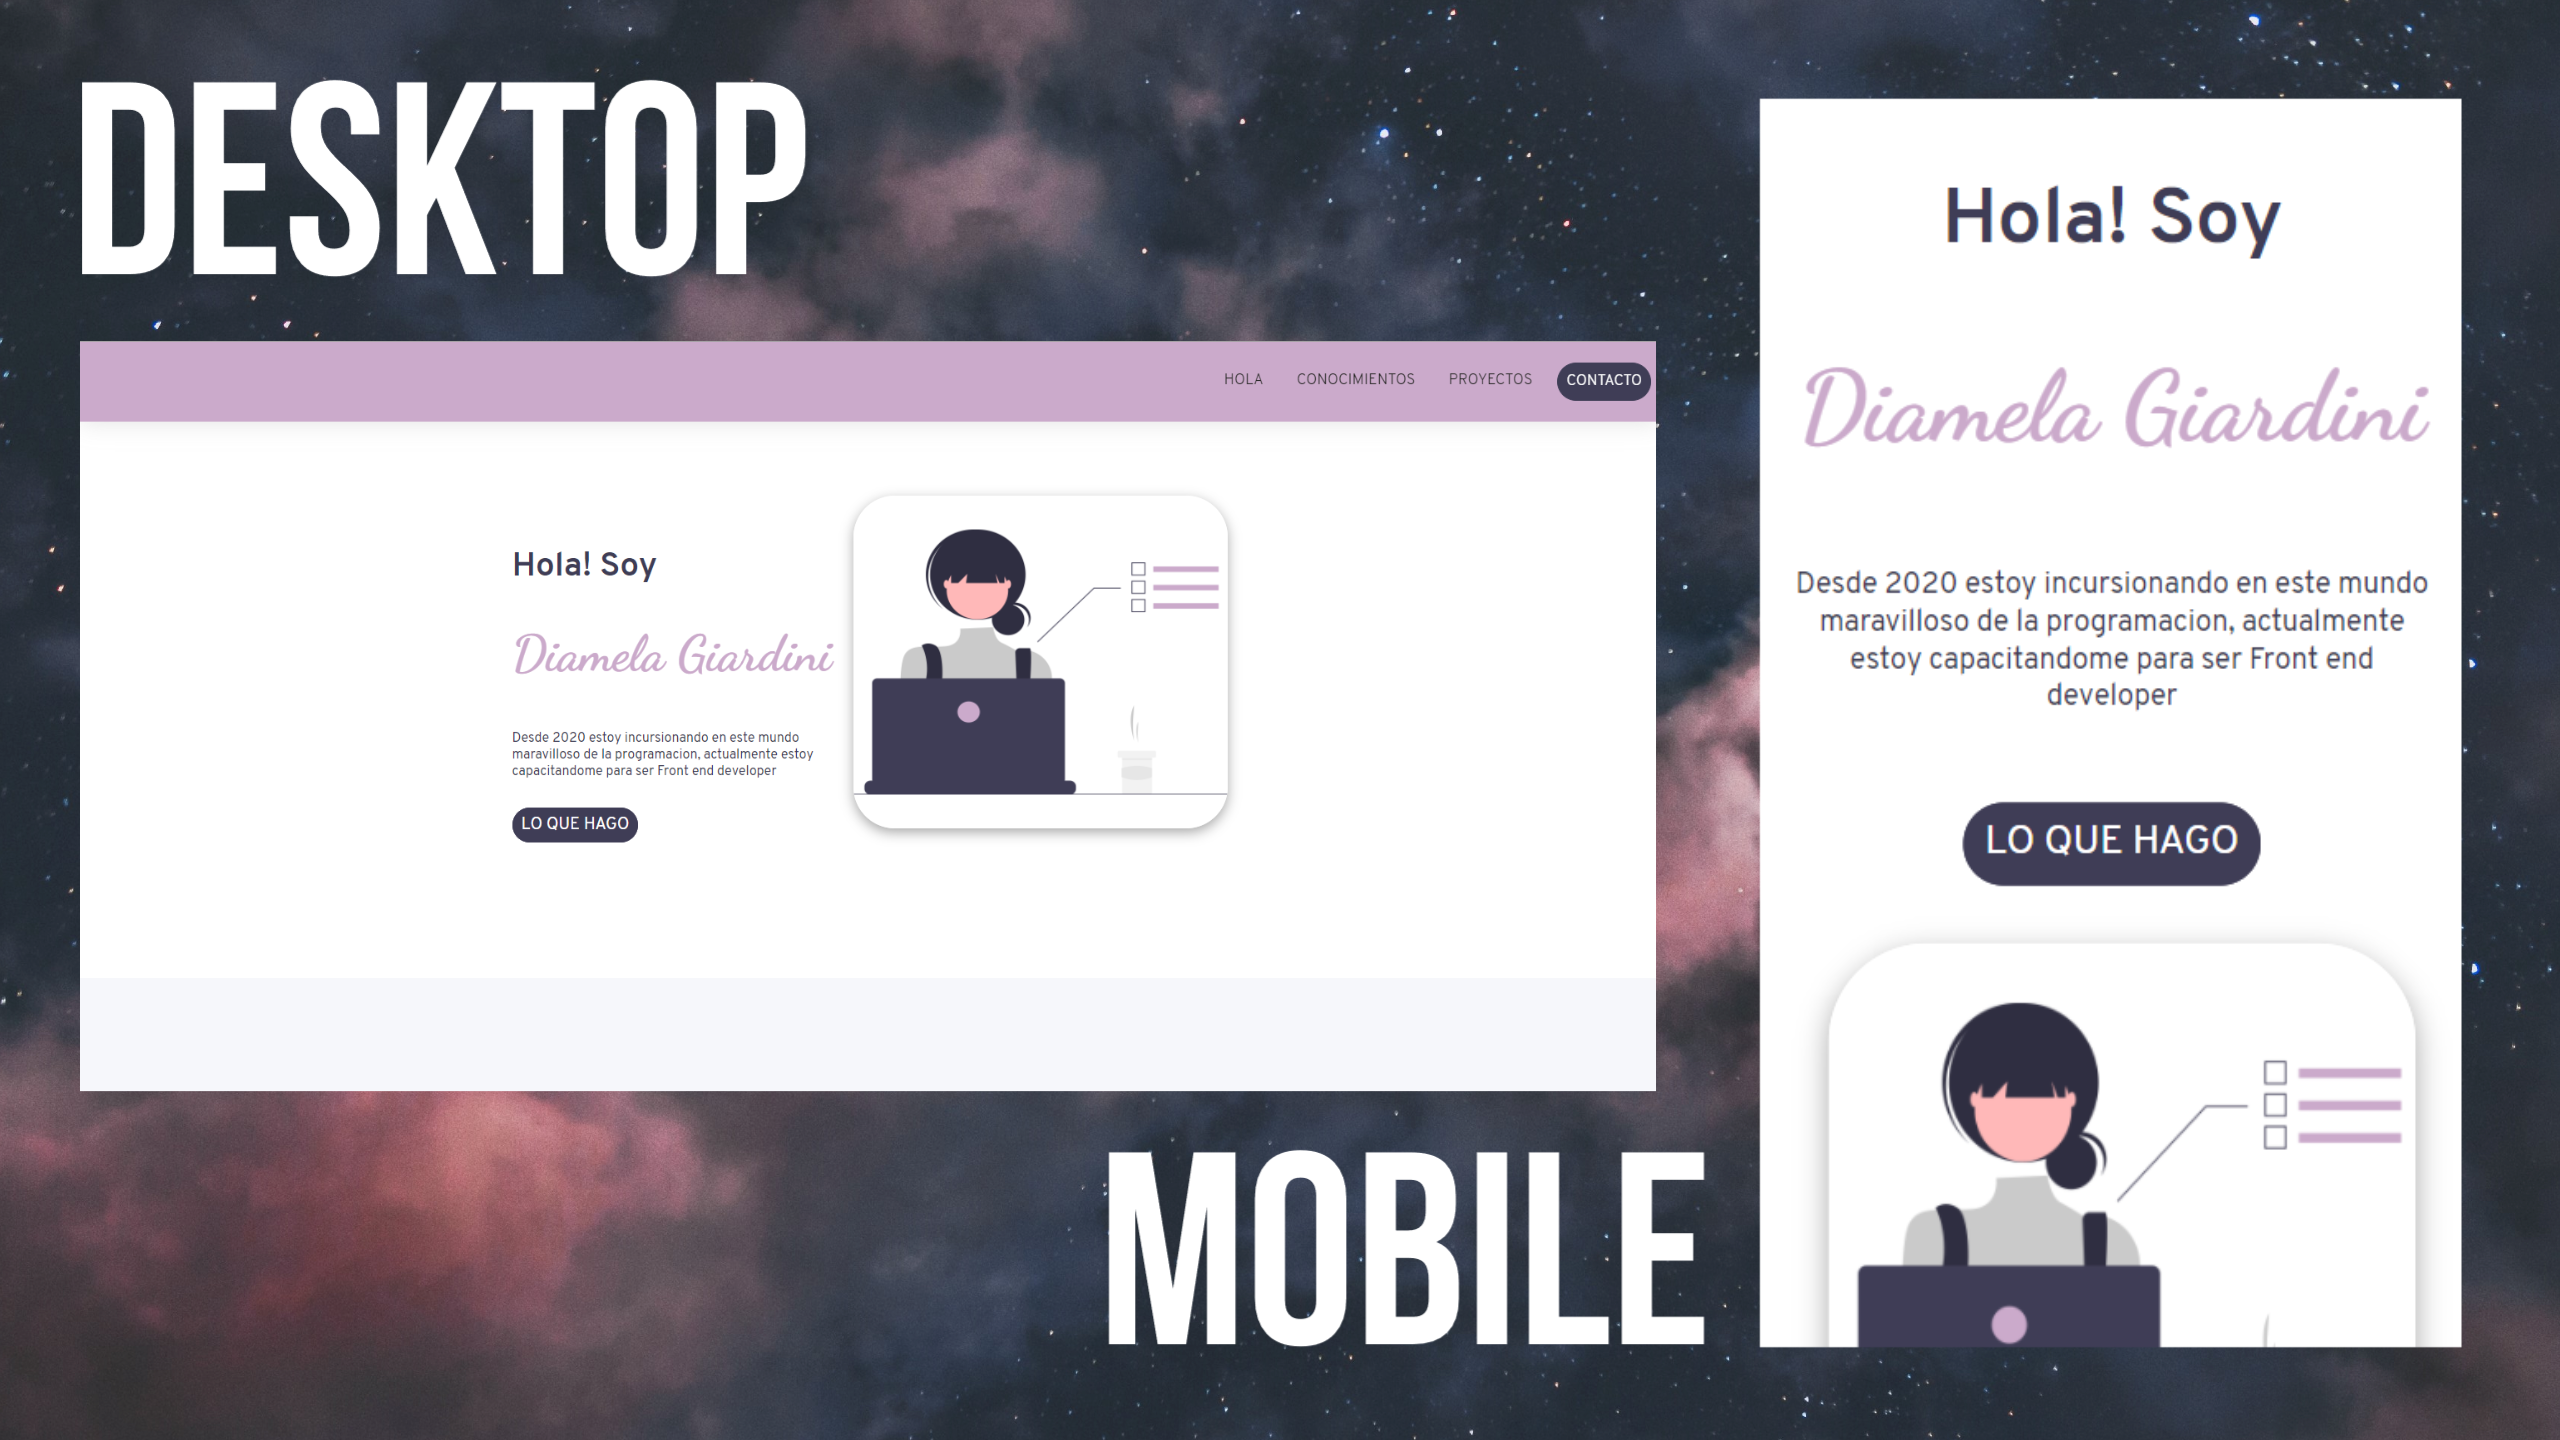 DESKTOP
HOLA CONOCIMIENTOS PROYECTOS CONTACTO
Hola! Soy
Diamela Giardini
Desde 2020 estoy incursionando en este mundo
maravilloso de la programacion, actualmente estoy
capacitandome para ser Front end developer
LO QUE HAGO
MOBILE
Hola! Soy
Diamela Giardini
Desde 2020 estoy incursionando en este mundo
maravilloso de la programacion, actualmente
estoy capacitandome para ser Front end
developer
LO QUE HAGO